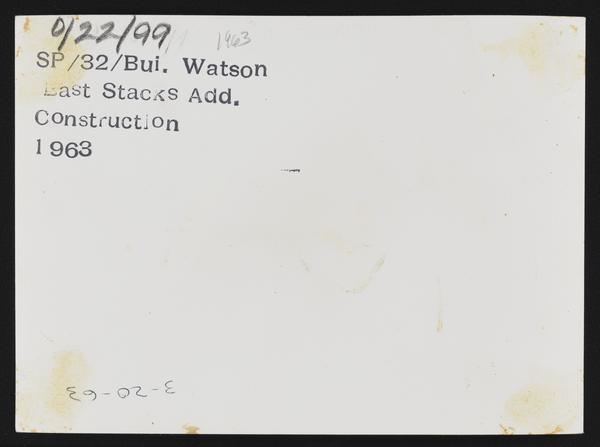 0/22/99 1963
SP/32/Bui. Watson
East Stacks Add.
Construction
1963
3-20-63